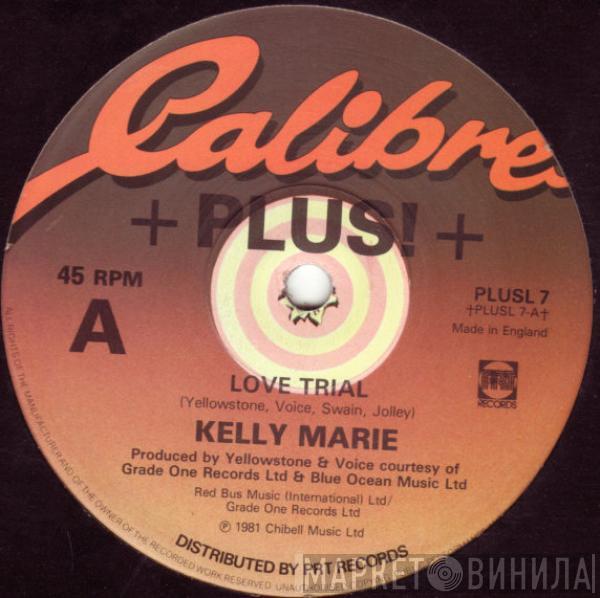 Calibre
+ PLUS! +
45 RPM
A
PLUSL 7
†PLUSL 7-A†
Made in England
PRT
RECORDS
LOVE TRIAL
(Yellowstone, Voice, Swain, Jolley)
KELLY MARIE
Produced by Yellowstone & Voice courtesy of
Grade One Records Ltd & Blue Ocean Music Ltd
Red Bus Music (International) Ltd/
Grade One Records Ltd
℗ 1981 Chibell Music Ltd
DISTRIBUTED BY PRT RECORDS
ALL RIGHTS OF THE MANUFACTURER AND OF THE OWNER OF THE RECORDED WORK RESERVED. UNAUTHORISED
МАРКЕТ ВИНИЛА